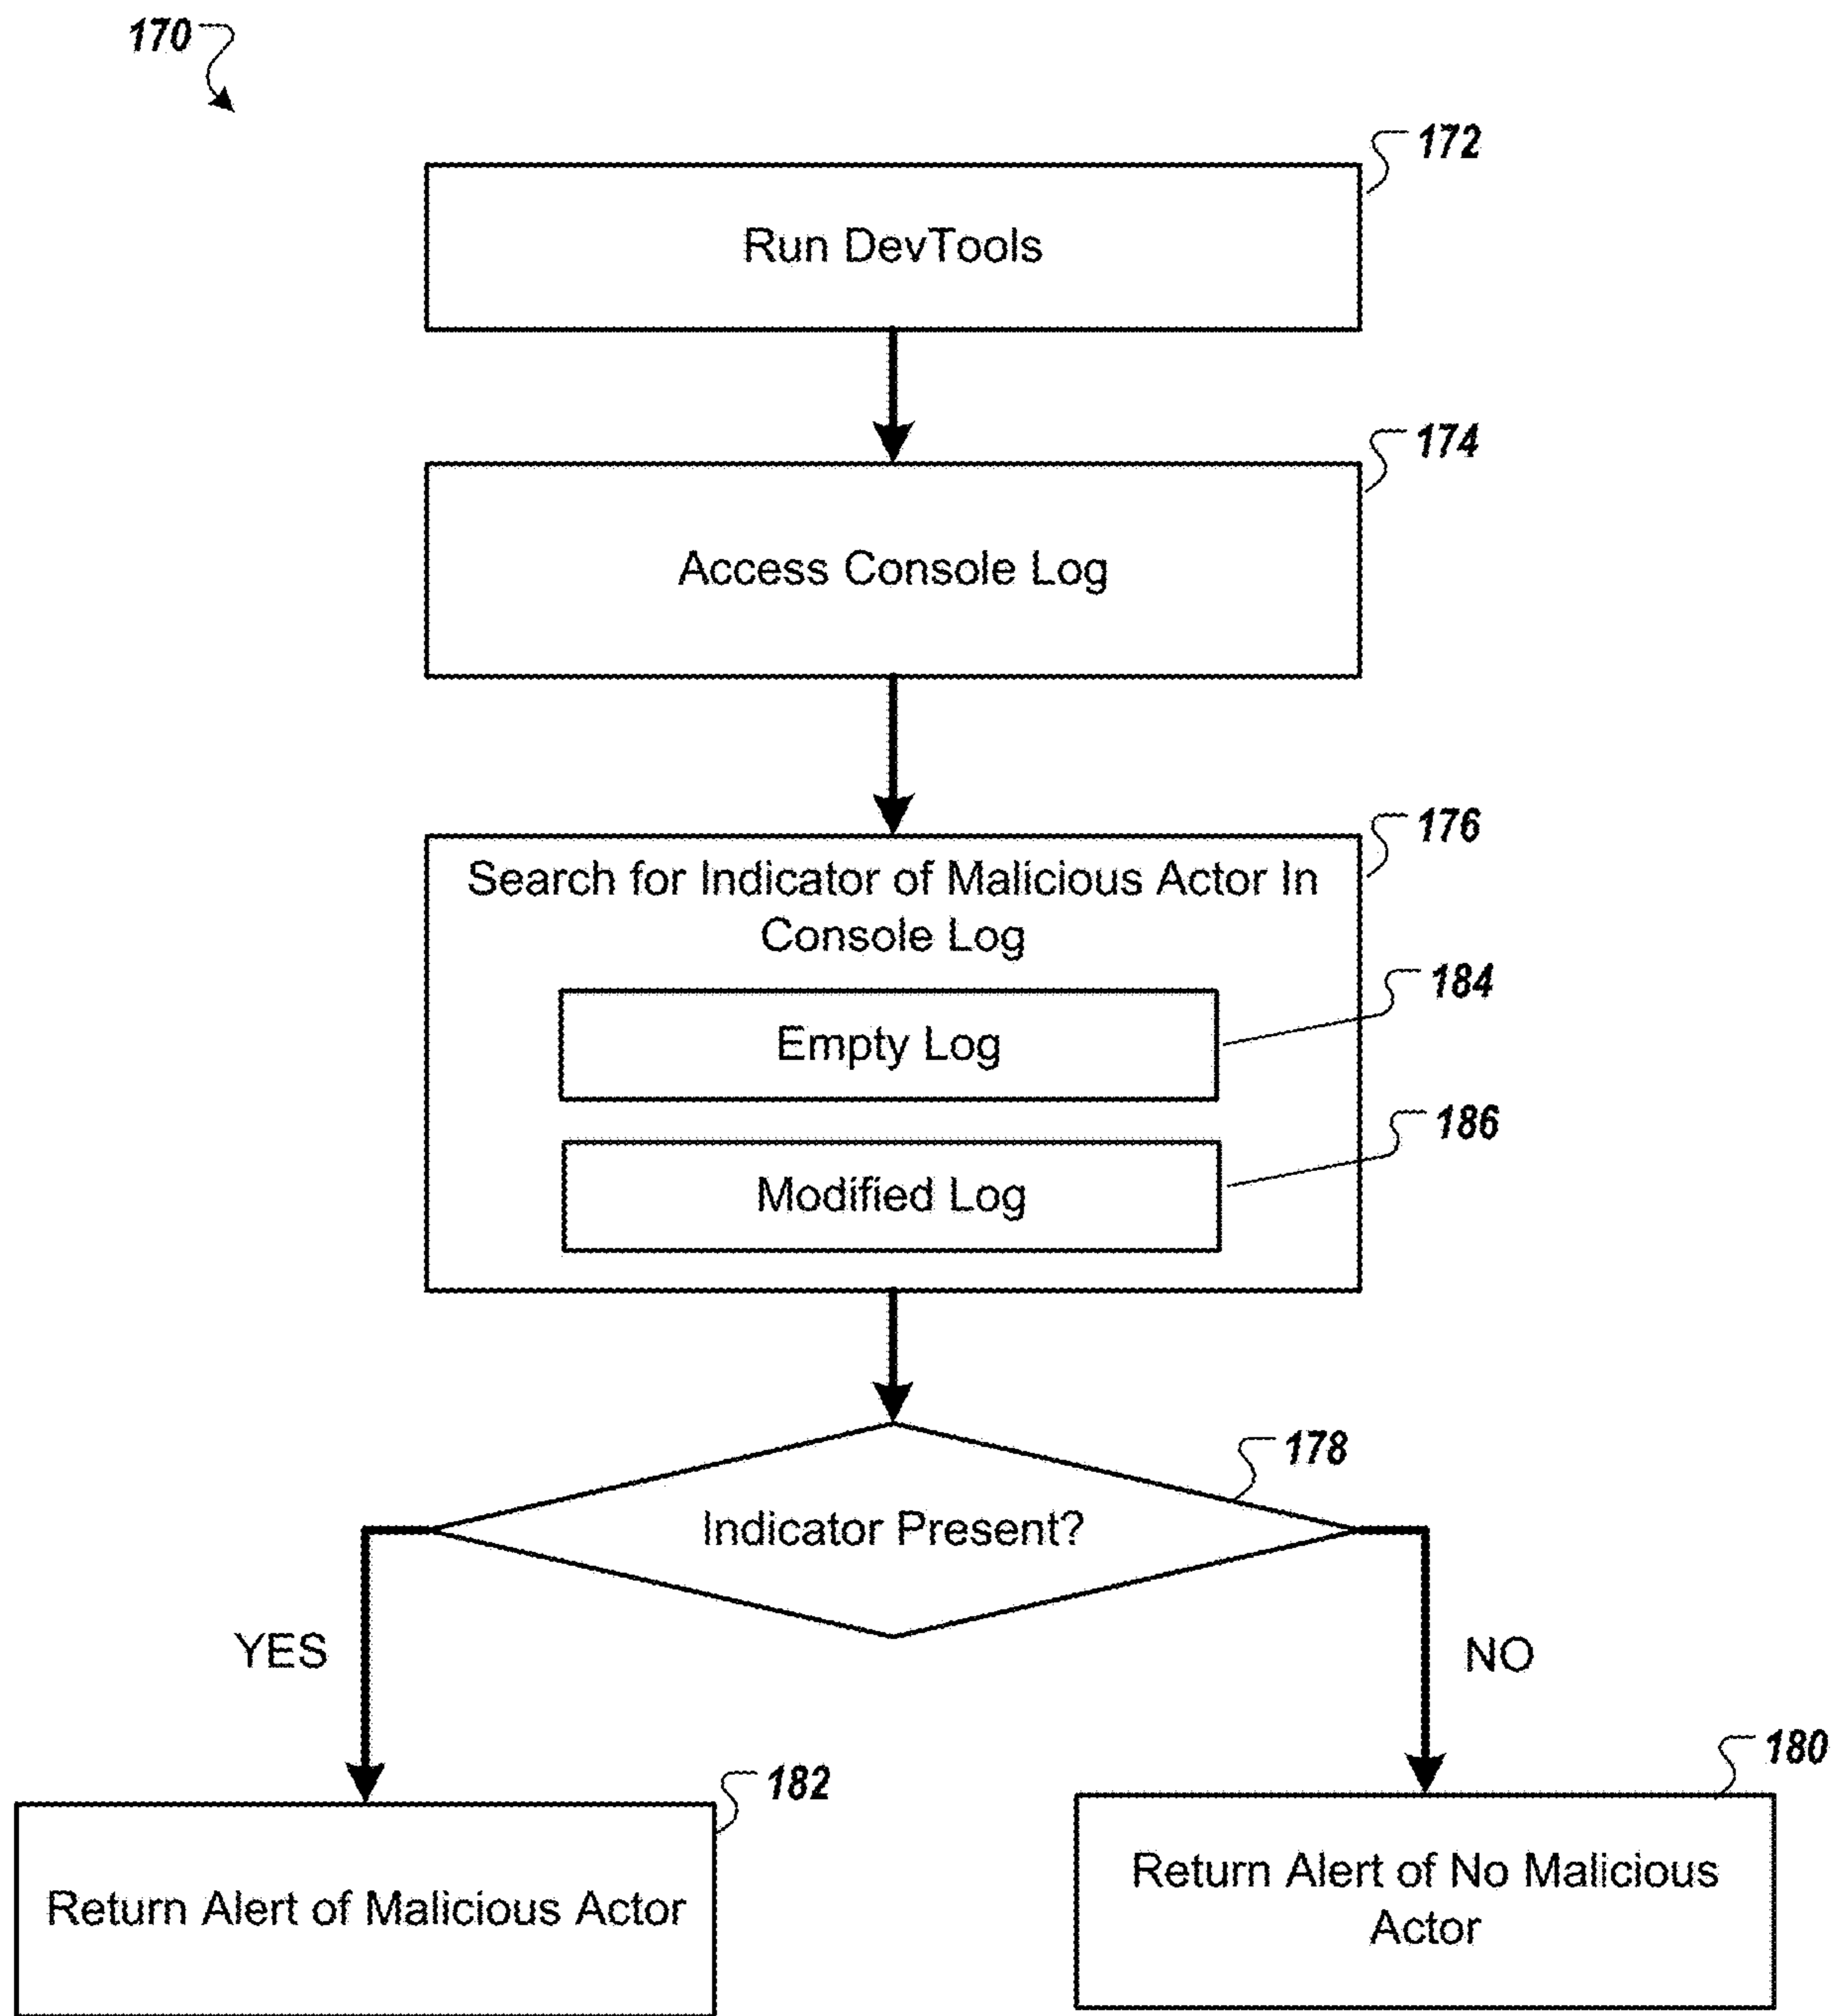 170
172
Run DevTools
174
Access Console Log
176
Search for Indicator of Malicious Actor In
Console Log
184
Empty Log
186
Modified Log
178
Indicator Present?
YES
NO
182
Return Alert of Malicious Actor
180
Return Alert of No Malicious
Actor